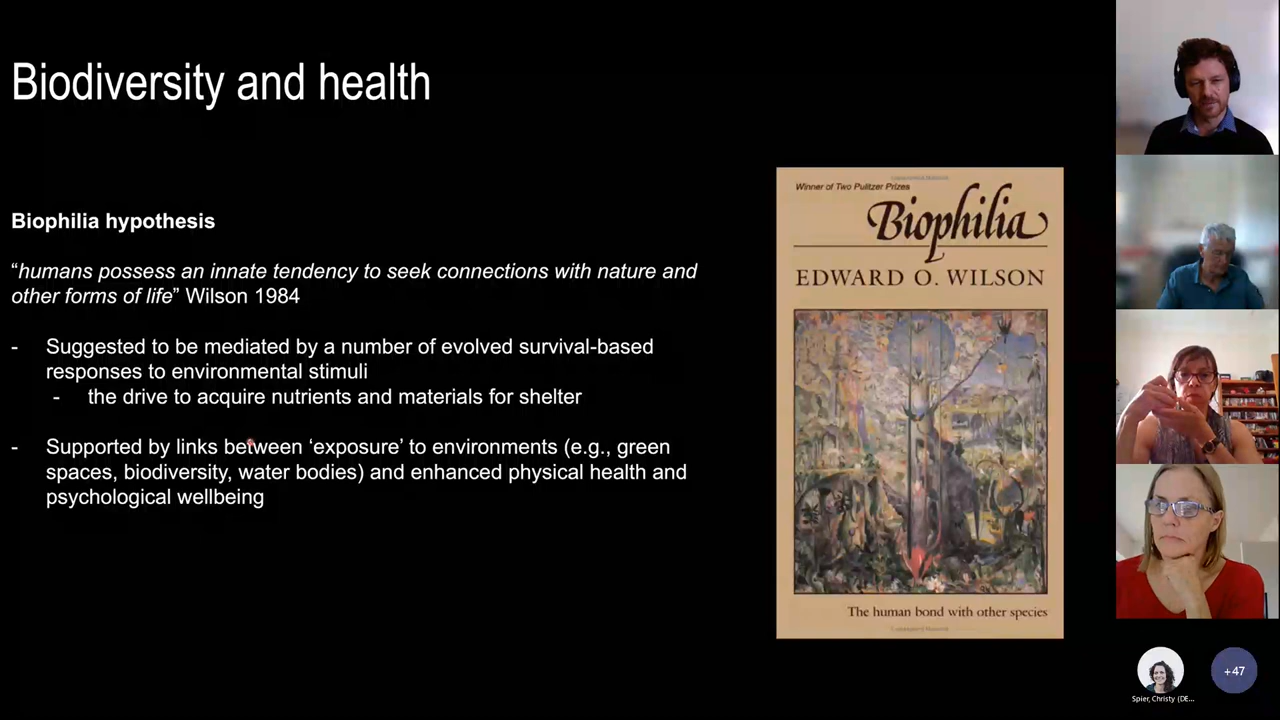 Biodiversity and health
Biophilia hypothesis
“humans possess an innate tendency to seek connections with nature and
other forms of life” Wilson 1984
- Suggested to be mediated by a number of evolved survival-based
responses to environmental stimuli
- the drive to acquire nutrients and materials for shelter
- Supported by links between ‘exposure’ to environments (e.g., green
spaces, biodiversity, water bodies) and enhanced physical health and
psychological wellbeing
Winner of Two Pulitzer Prizes
Biophilia
EDWARD O. WILSON
The human bond with other species
+47
Spier, Christy (DE...